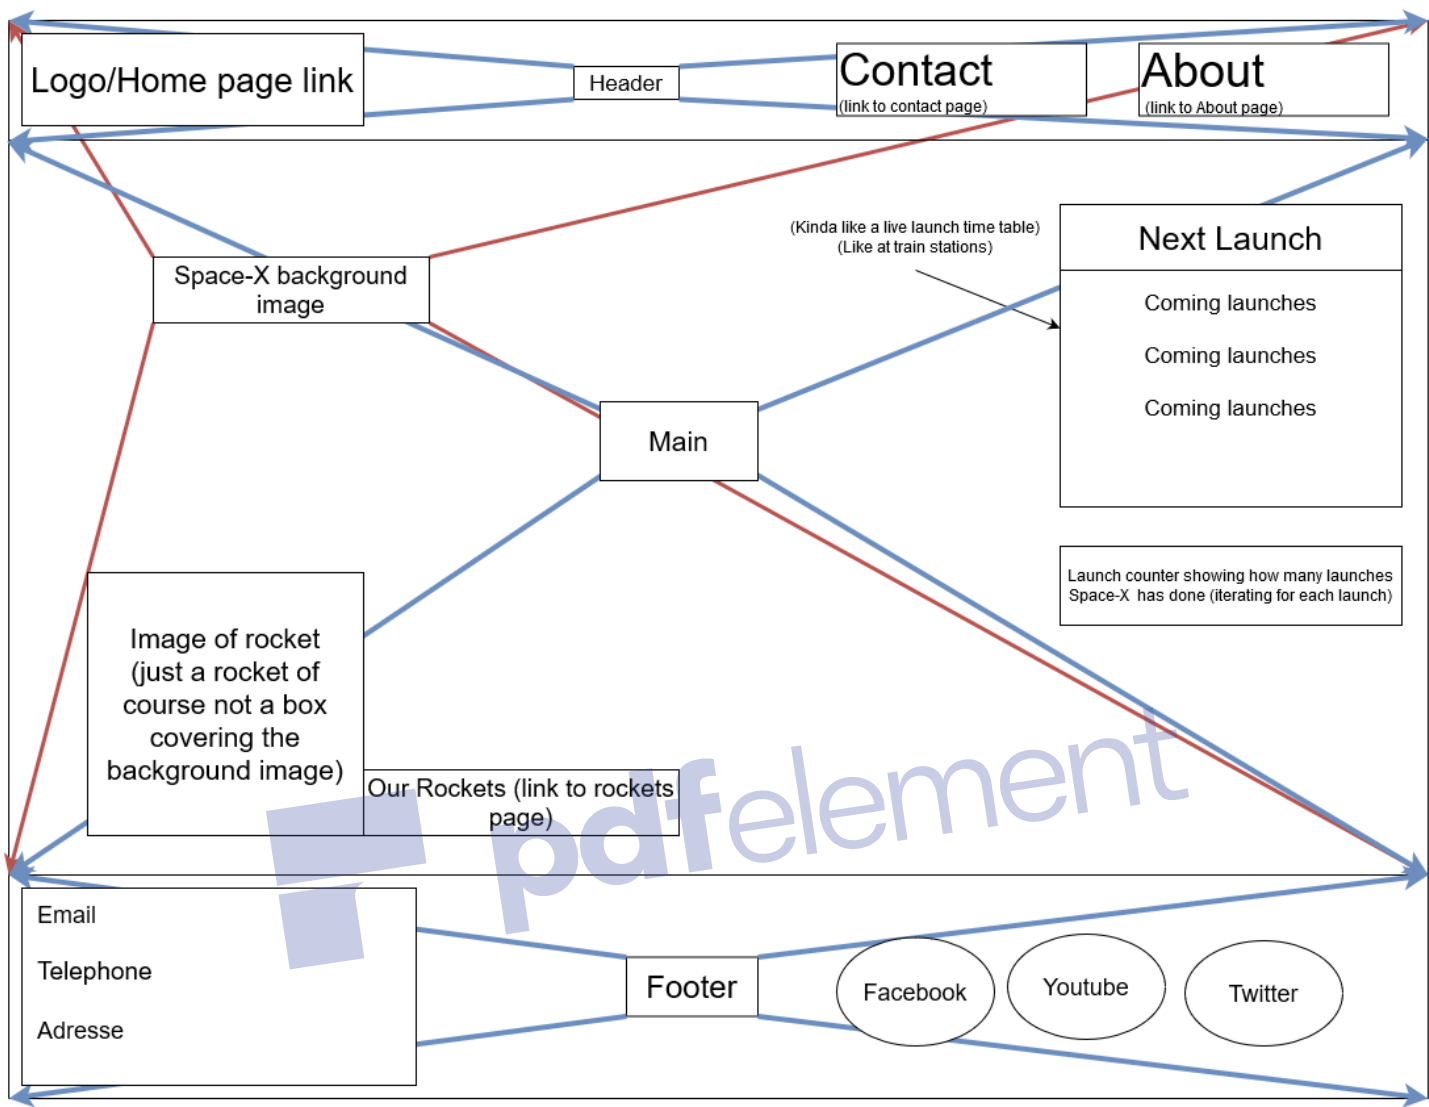 Logo/Home page link
Header
Contact
(link to contact page)
About
(link to About page)
Space-X background
image
(Kinda like a live launch time table)
(Like at train stations)
Next Launch
Coming launches
Coming launches
Coming launches
Main
Launch counter showing how many launches
Space-X has done (iterating for each launch)
Image of rocket
(just a rocket of
course not a box
covering the
background image)
Our Rockets (link to rockets
page)
pdfelement
Email
Telephone
Adresse
Footer
Facebook
Youtube
Twitter